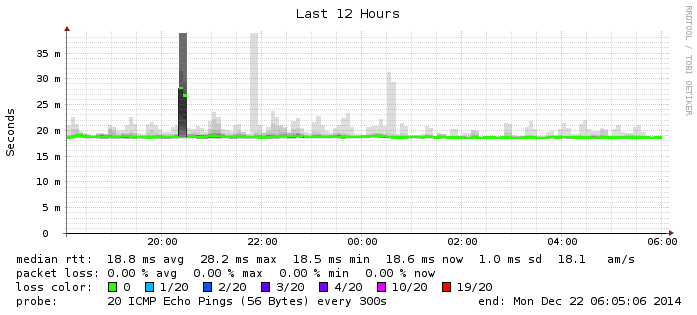 Last 12 Hours
RRDTOOL / TOBI OETIKER
Seconds
35 m
30 m
25 m
20 m
15 m
10 m
5 m
0
20:00 22:00 00:00 02:00 04:00 06:00
median rtt: 18.8 ms avg 28.2 ms max 18.5 ms min 18.6 ms now 1.0 ms sd 18.1 am/s
packet loss: 0.00 % avg 0.00 % max 0.00 % min 0.00 % now
loss color: 0 1/20 2/20 3/20 4/20 10/20 19/20
probe: 20 ICMP Echo Pings (56 Bytes) every 300s end: Mon Dec 22 06:05:06 2014